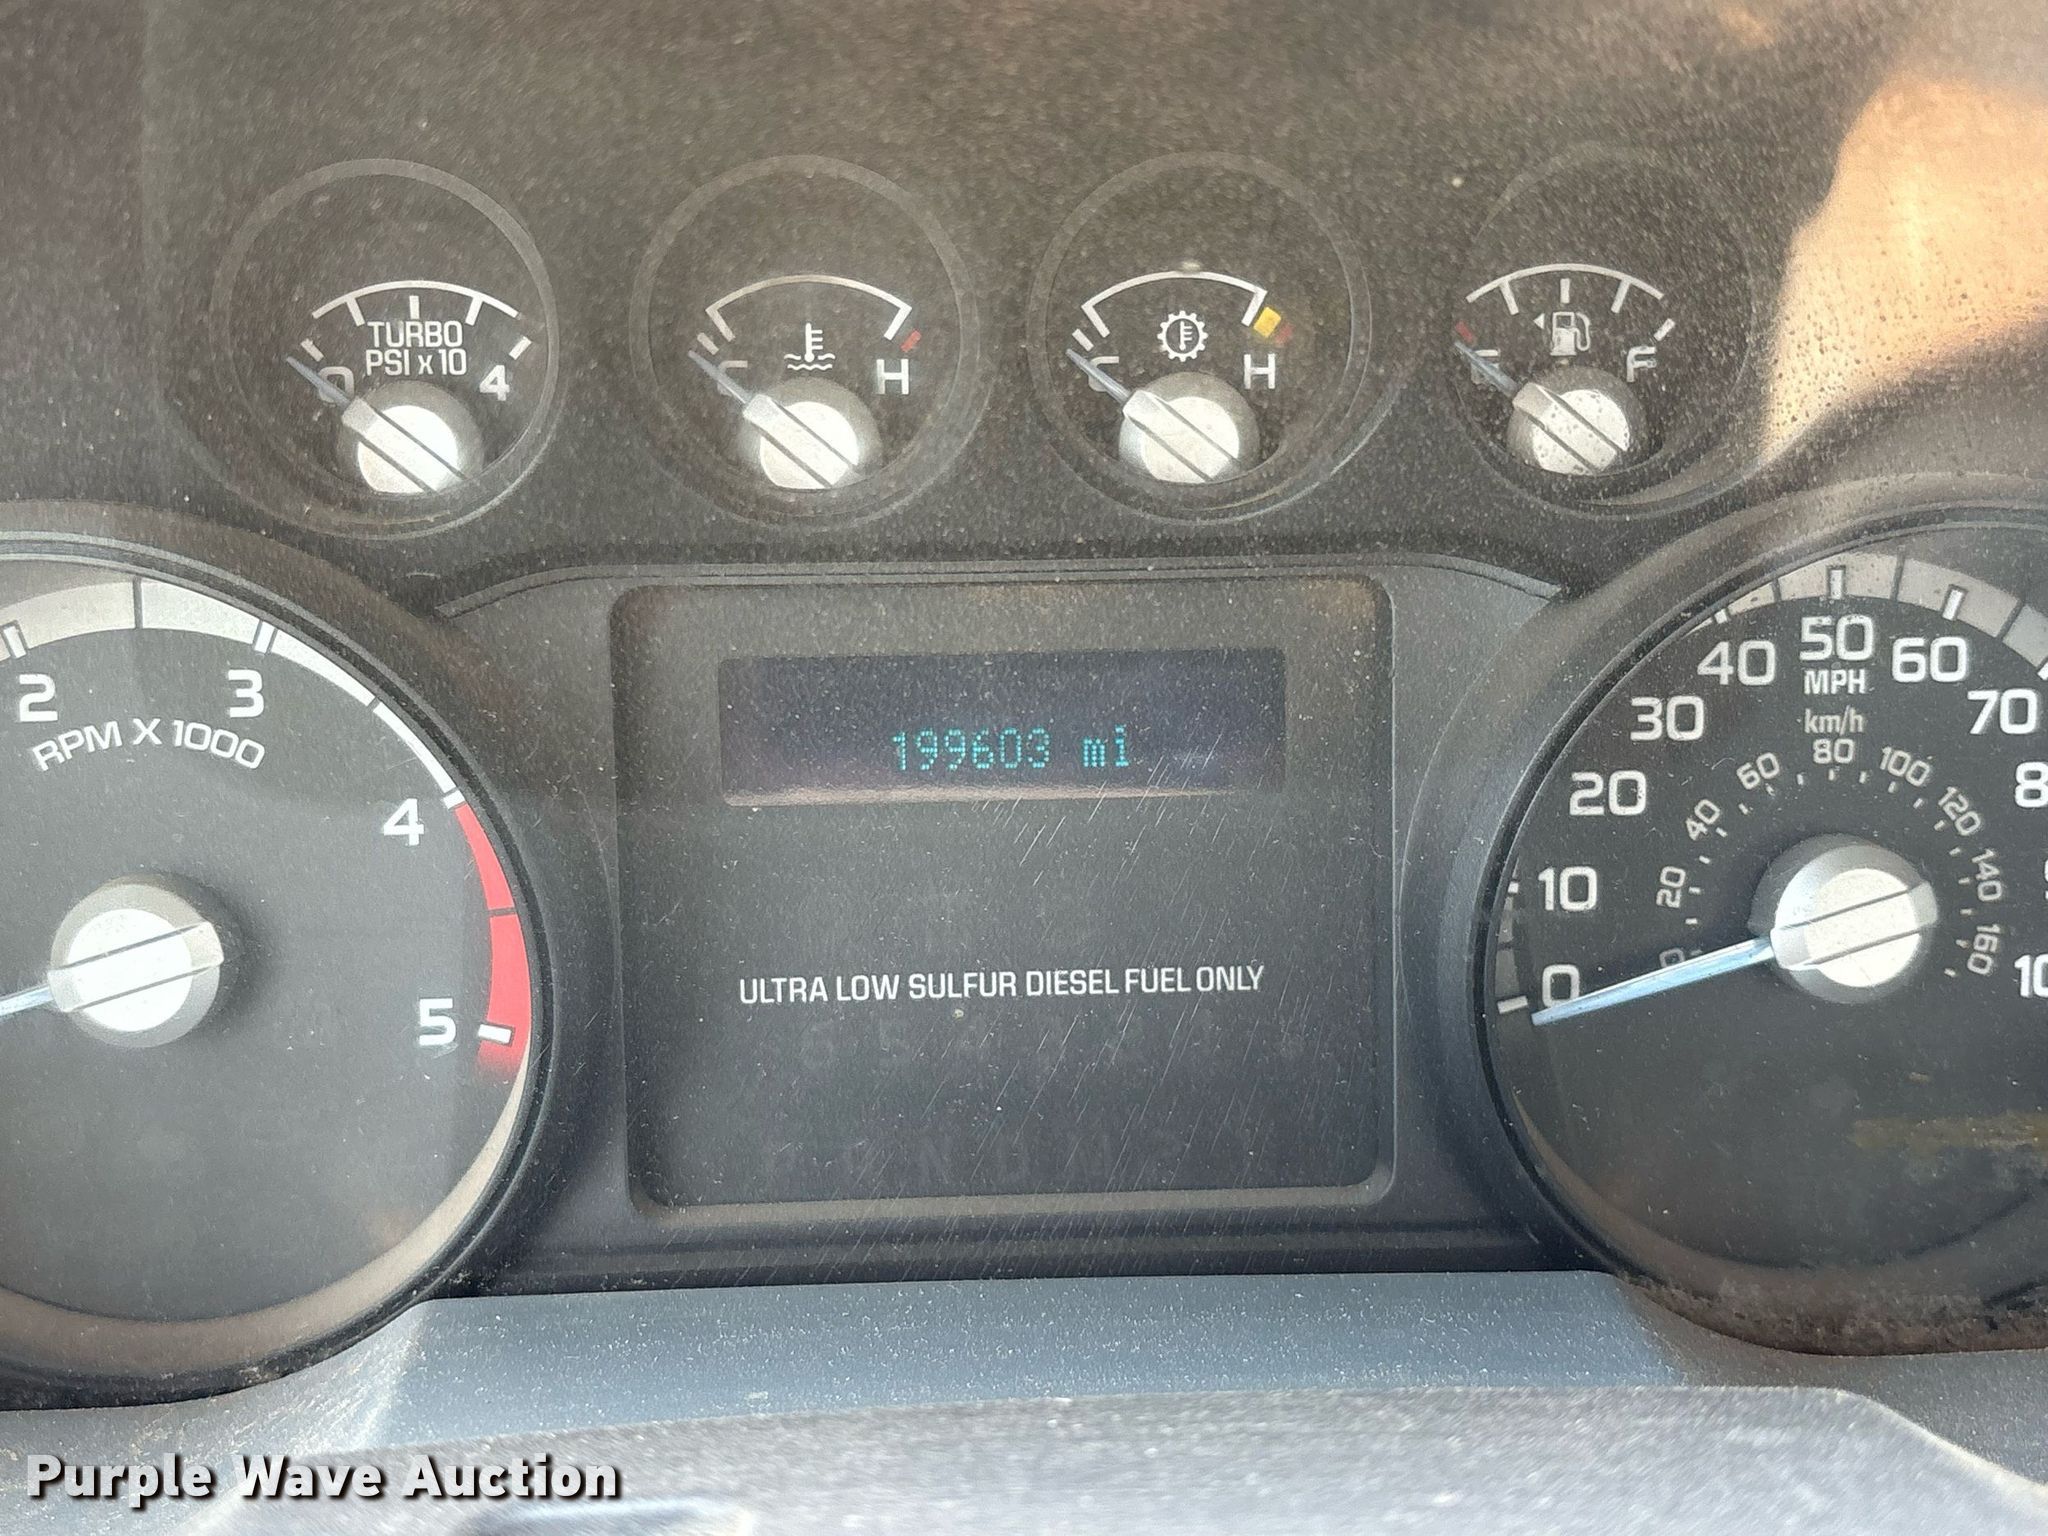 TURBO
PSI x 10
0
4
C
H
C
H
E
F
2
3
4
5
RPM X 1000
199603 mi
ULTRA LOW SULFUR DIESEL FUEL ONLY
0
10
20
30
40
50
60
70
MPH
km/h
0
20
40
60
80
100
120
140
160
Purple Wave Auction